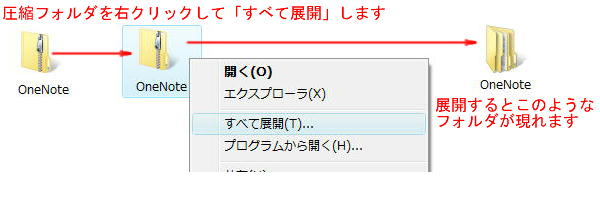 圧縮フォルダを右クリックして「すべて展開」します
OneNote
OneNote
開く(O)
エクスプローラ(X)
すべて展開(T)...
プログラムから開く(H)...
OneNote
展開するとこのような
フォルダが現れます